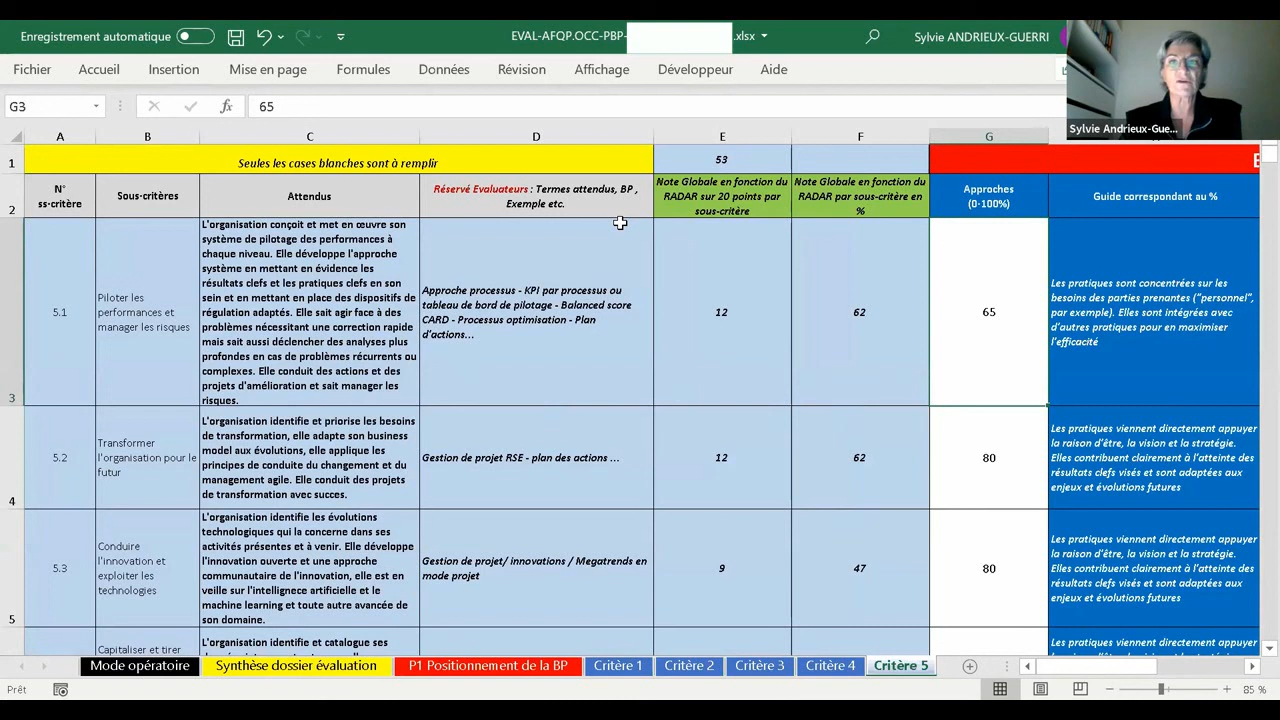 Enregistrement automatique
EVAL-AFQP.OCC-PBP-
.xlsx
Sylvie ANDRIEUX-GUERRI
Fichier Accueil Insertion Mise en page Formules Données Révision Affichage Développeur Aide
G3
fx
65
Sylvie Andrieux-Gue...
A B C D E F G
1
Seules les cases blanches sont à remplir
53
2
N°
ss-critère
Sous-critères
Attendus
Réservé Evaluateurs : Termes attendus, BP ,
Exemple etc.
Note Globale en fonction du
RADAR sur 20 points par
sous-critère
Note Globale en fonction du
RADAR par sous-critère en
%
Approches
(0-100%)
Guide correspondant au %
3
5.1
Piloter les
performances et
manager les risques
L'organisation conçoit et met en œuvre son
système de pilotage des performances à
chaque niveau. Elle développe l'approche
système en mettant en évidence les
résultats clefs et les pratiques clefs en son
sein et en mettant en place des dispositifs de
régulation adaptés. Elle sait agir face à des
problèmes nécessitant une correction rapide
mais sait aussi déclencher des analyses plus
profondes en cas de problèmes récurrents ou
complexes. Elle conduit des actions et des
projets d'amélioration et sait manager les
risques.
Approche processus - KPI par processus ou
tableau de bord de pilotage - Balanced score
CARD - Processus optimisation - Plan
d'actions...
12
62
65
Les pratiques sont concentrées sur les
besoins des parties prenantes ("personnel",
par exemple). Elles sont intégrées avec
d'autres pratiques pour en maximiser
l'efficacité
4
5.2
Transformer
l'organisation pour le
futur
L'organisation identifie et priorise les besoins
de transformation, elle adapte son business
model aux évolutions, elle applique les
principes de conduite du changement et du
management agile. Elle conduit des projets
de transformation avec succes.
Gestion de projet RSE - plan des actions ...
12
62
80
Les pratiques viennent directement appuyer
la raison d'être, la vision et la stratégie.
Elles contribuent clairement à l'atteinte des
résultats clefs visés et sont adaptées aux
enjeux et évolutions futures
5
5.3
Conduire
l'innovation et
exploiter les
technologies
L'organisation identifie les évolutions
technologiques qui la concerne dans ses
activités présentes et à venir. Elle développe
l'innovation ouverte et une approche
communautaire de l'innovation, elle est en
veille sur l'intellignece artificielle et le
machine learning et toute autre avancée de
son domaine.
Gestion de projet/ innovations / Megatrends en
mode projet
9
47
80
Les pratiques viennent directement appuyer
la raison d'être, la vision et la stratégie.
Elles contribuent clairement à l'atteinte des
résultats clefs visés et sont adaptées aux
enjeux et évolutions futures
Capitaliser et tirer
L'organisation identifie et catalogue ses
Les pratiques viennent directement appuyer
Mode opératoire Synthèse dossier évaluation P1 Positionnement de la BP Critère 1 Critère 2 Critère 3 Critère 4 Critère 5
Prêt
85 %